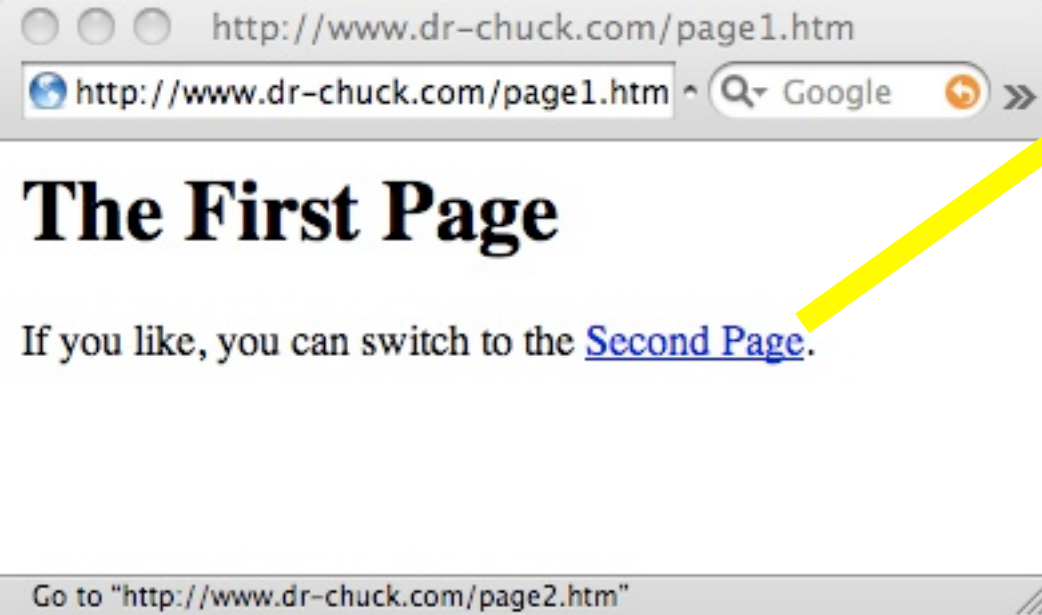 http://www.dr-chuck.com/page1.htm
http://www.dr-chuck.com/page1.htm Google
The First Page
If you like, you can switch to the Second Page.
Go to "http://www.dr-chuck.com/page2.htm"